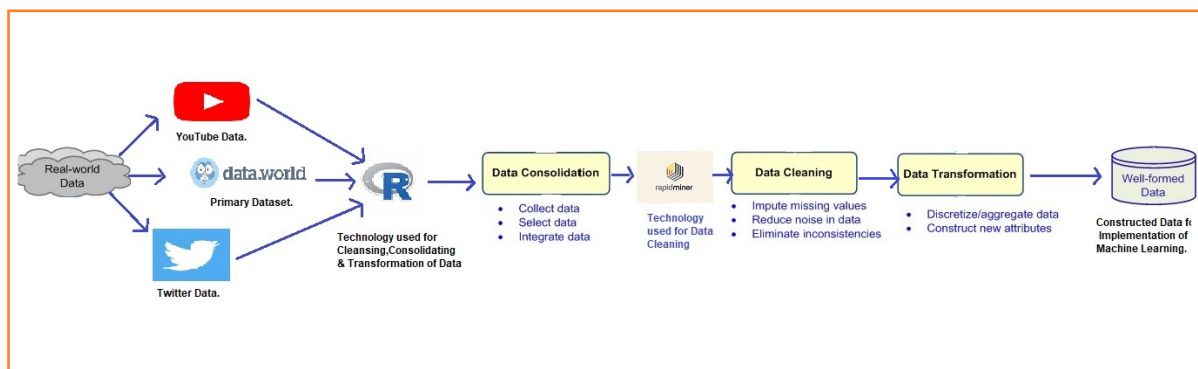 Real-world
Data
YouTube Data.
data.world
Primary Dataset.
Twitter Data.
R
Technology used for
Cleansing,Consolidating
& Transformation of Data
Data Consolidation
• Collect data
• Select data
• Integrate data
rapidminer
Technology
used for Data
Cleaning
Data Cleaning
• Impute missing values
• Reduce noise in data
• Eliminate inconsistencies
Data Transformation
• Discretize/aggregate data
• Construct new attributes
Well-formed
Data
Constructed Data fo
Implementation of
Machine Learning.